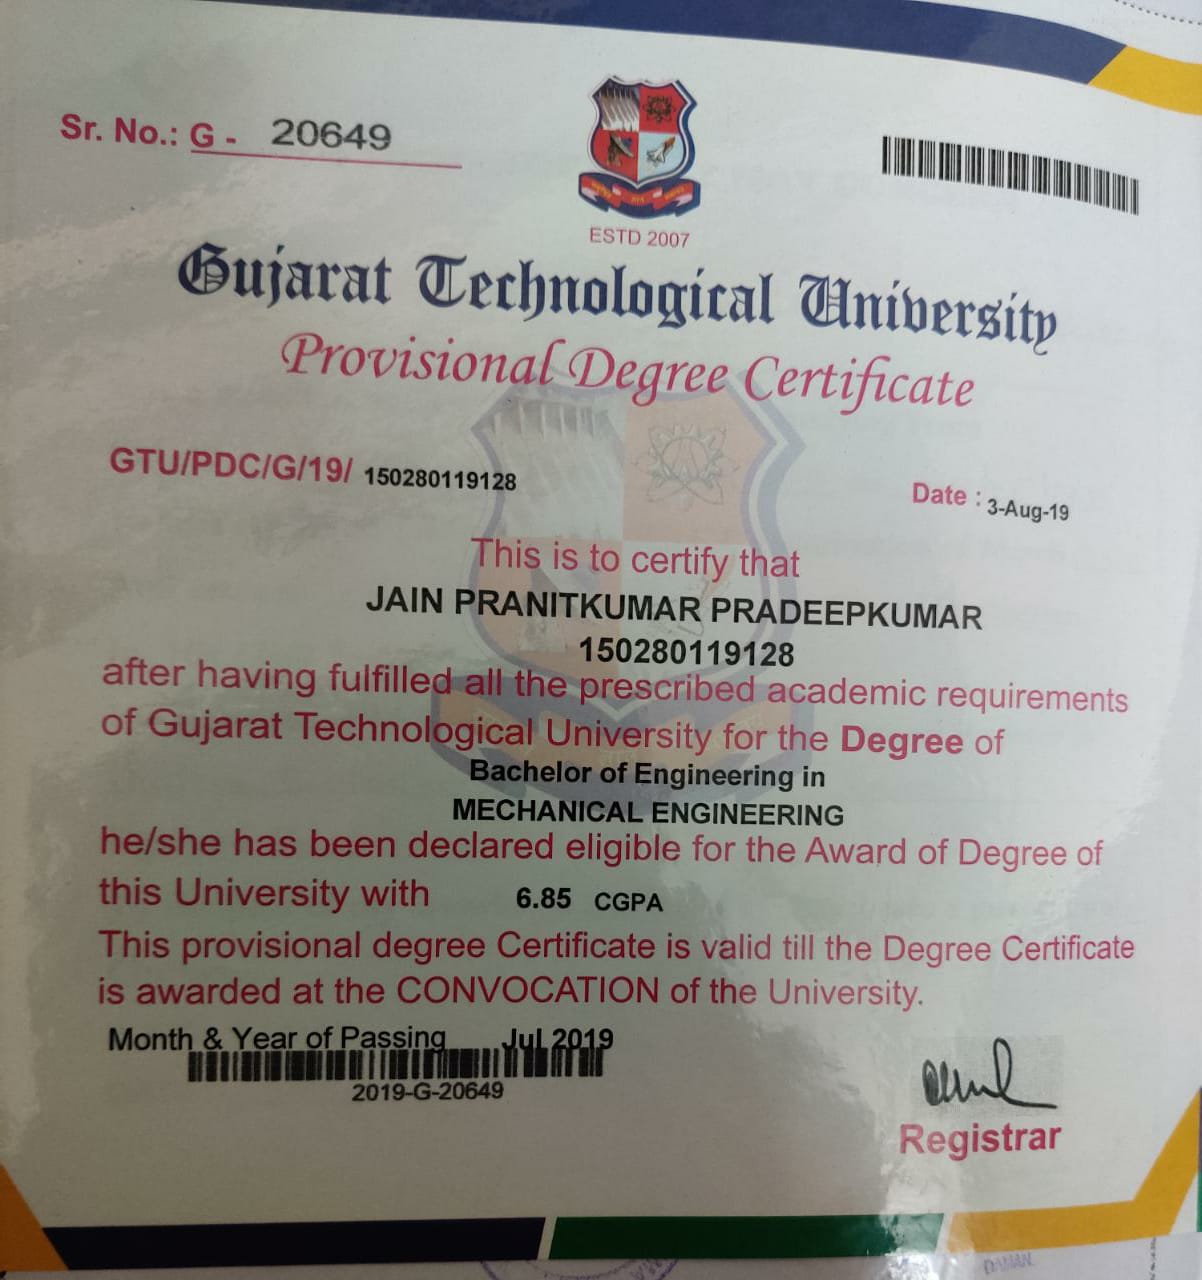 Sr. No.: G - 20649
ESTD 2007
Gujarat Technological University
Provisional Degree Certificate
GTU/PDC/G/19/ 150280119128
Date : 3-Aug-19
This is to certify that
JAIN PRANITKUMAR PRADEEPKUMAR
150280119128
after having fulfilled all the prescribed academic requirements
of Gujarat Technological University for the Degree of
Bachelor of Engineering in
MECHANICAL ENGINEERING
he/she has been declared eligible for the Award of Degree of
this University with 6.85 CGPA
This provisional degree Certificate is valid till the Degree Certificate
is awarded at the CONVOCATION of the University.
Month & Year of Passing Jul 2019
2019-G-20649
Registrar
DAMAN